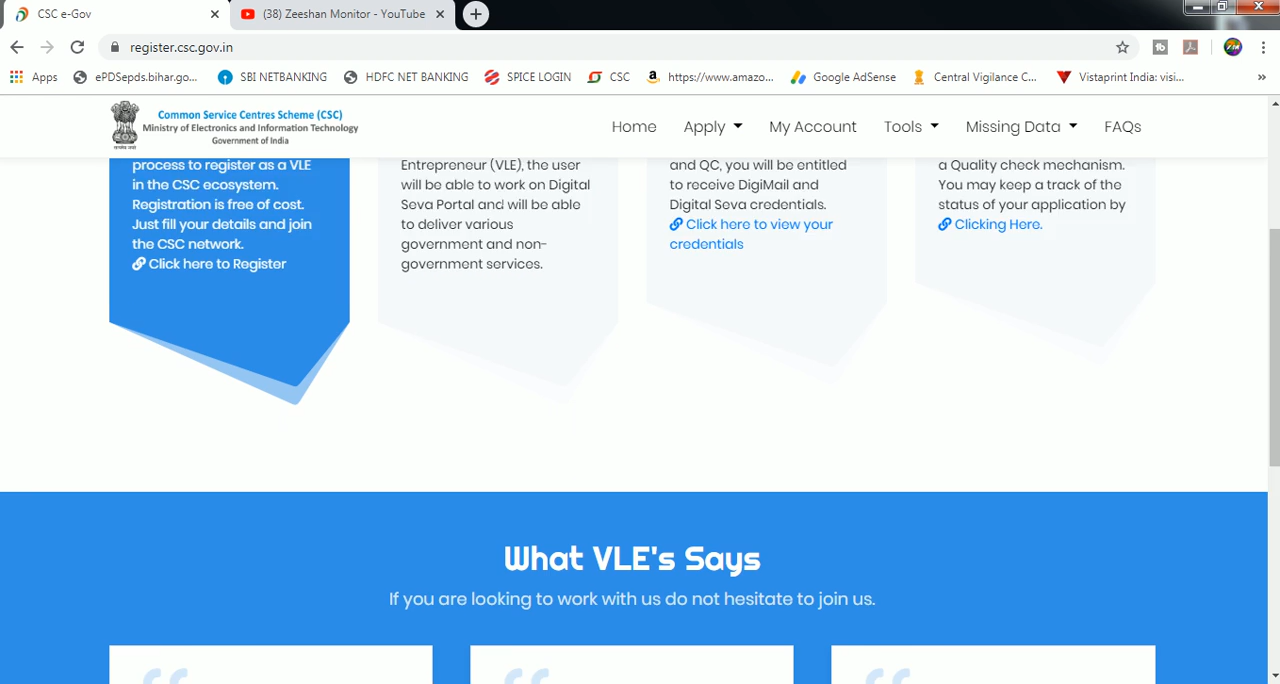 CSC e-Gov
(38) Zeeshan Monitor - YouTube
register.csc.gov.in
Apps
ePDSepds.bihar.go...
SBI NETBANKING
HDFC NET BANKING
SPICE LOGIN
CSC
https://www.amazo...
Google AdSense
Central Vigilance C...
Vistaprint India: visi...
»
Common Service Centres Scheme (CSC)
Ministry of Electronics and Information Technology
Government of India
Home
Apply
My Account
Tools
Missing Data
FAQs
process to register as a VLE
in the CSC ecosystem.
Registration is free of cost.
Just fill your details and join
the CSC network.
Click here to Register
Entrepreneur (VLE), the user
will be able to work on Digital
Seva Portal and will be able
to deliver various
government and non-
government services.
and QC, you will be entitled
to receive DigiMail and
Digital Seva credentials.
Click here to view your
credentials
a Quality check mechanism.
You may keep a track of the
status of your application by
Clicking Here.
What VLE's Says
If you are looking to work with us do not hesitate to join us.